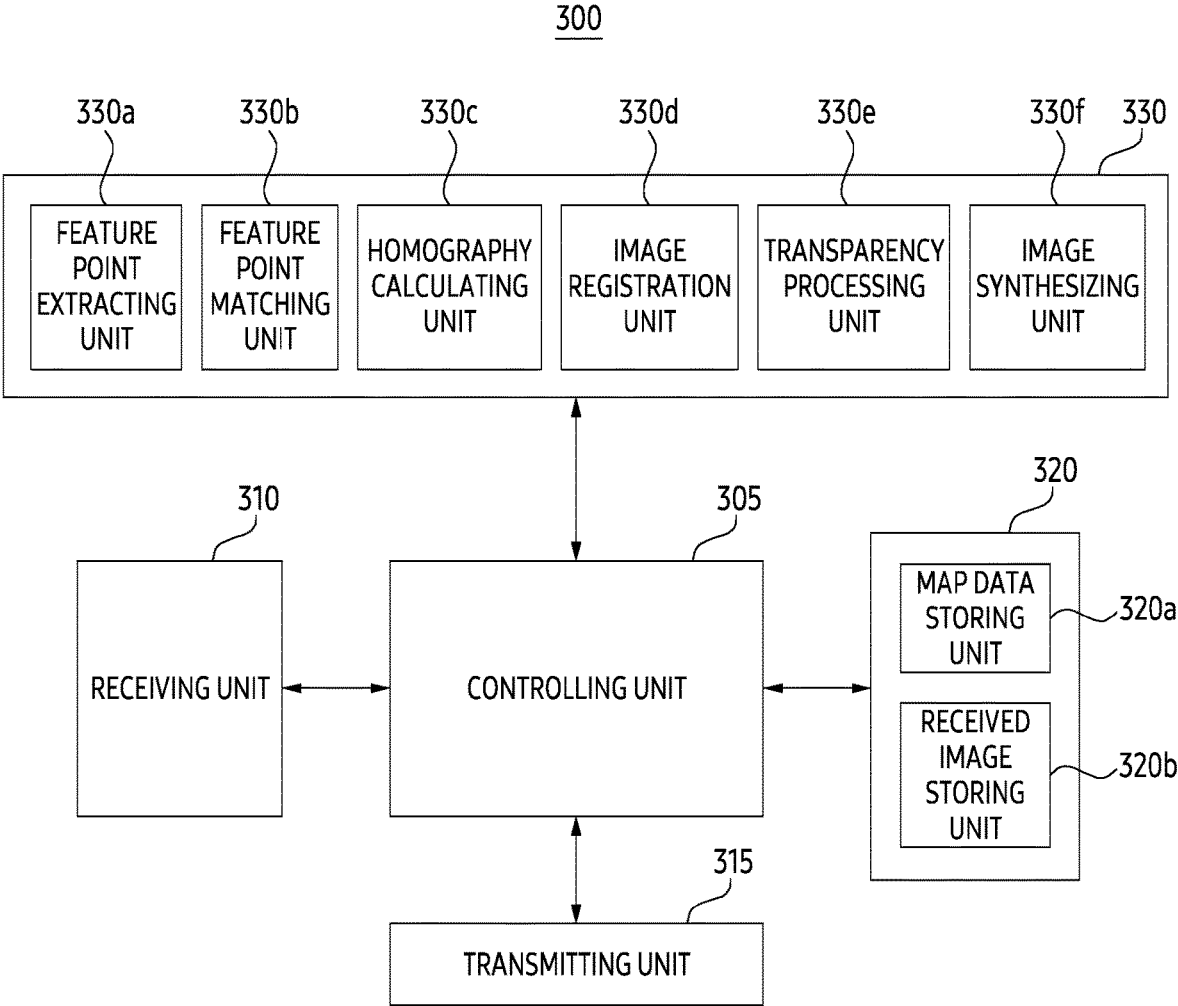 300
330a
330b
330c
330d
330e
330f
330
FEATURE
POINT
EXTRACTING
UNIT
FEATURE
POINT
MATCHING
UNIT
HOMOGRAPHY
CALCULATING
UNIT
IMAGE
REGISTRATION
UNIT
TRANSPARENCY
PROCESSING
UNIT
IMAGE
SYNTHESIZING
UNIT
310
305
320
RECEIVING UNIT
CONTROLLING UNIT
MAP DATA
STORING
UNIT
320a
RECEIVED
IMAGE
STORING
UNIT
320b
315
TRANSMITTING UNIT